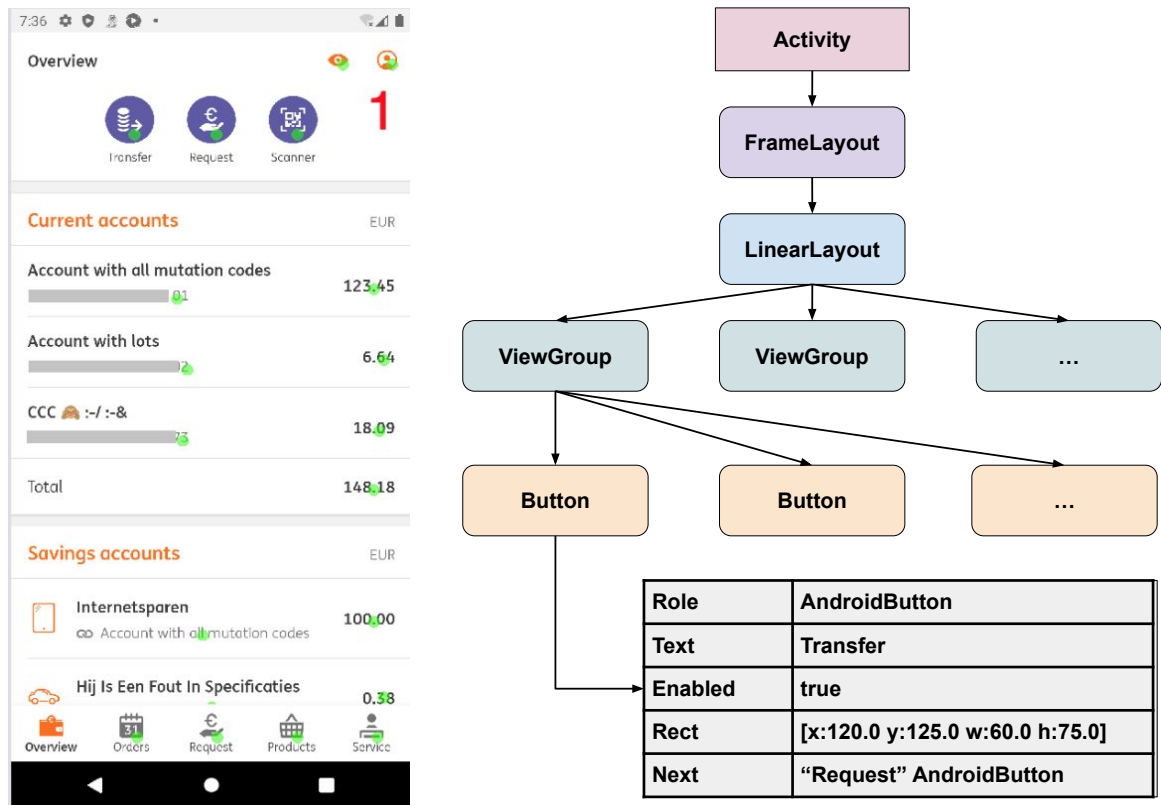 7:36
Overview
1
Transfer Request Scanner
Current accounts EUR
Account with all mutation codes
123.45
01
Account with lots
6.64
02
CCC 🙈 :-/ :-&
18.09
73
Total 148.18
Savings accounts EUR
Internetsparen
100.00
Account with all mutation codes
Hij Is Een Fout In Specificaties
0.38
31
Overview Orders Request Products Service
Activity
FrameLayout
LinearLayout
ViewGroup ViewGroup ...
Button Button ...
Role AndroidButton
Text Transfer
Enabled true
Rect [x:120.0 y:125.0 w:60.0 h:75.0]
Next “Request” AndroidButton